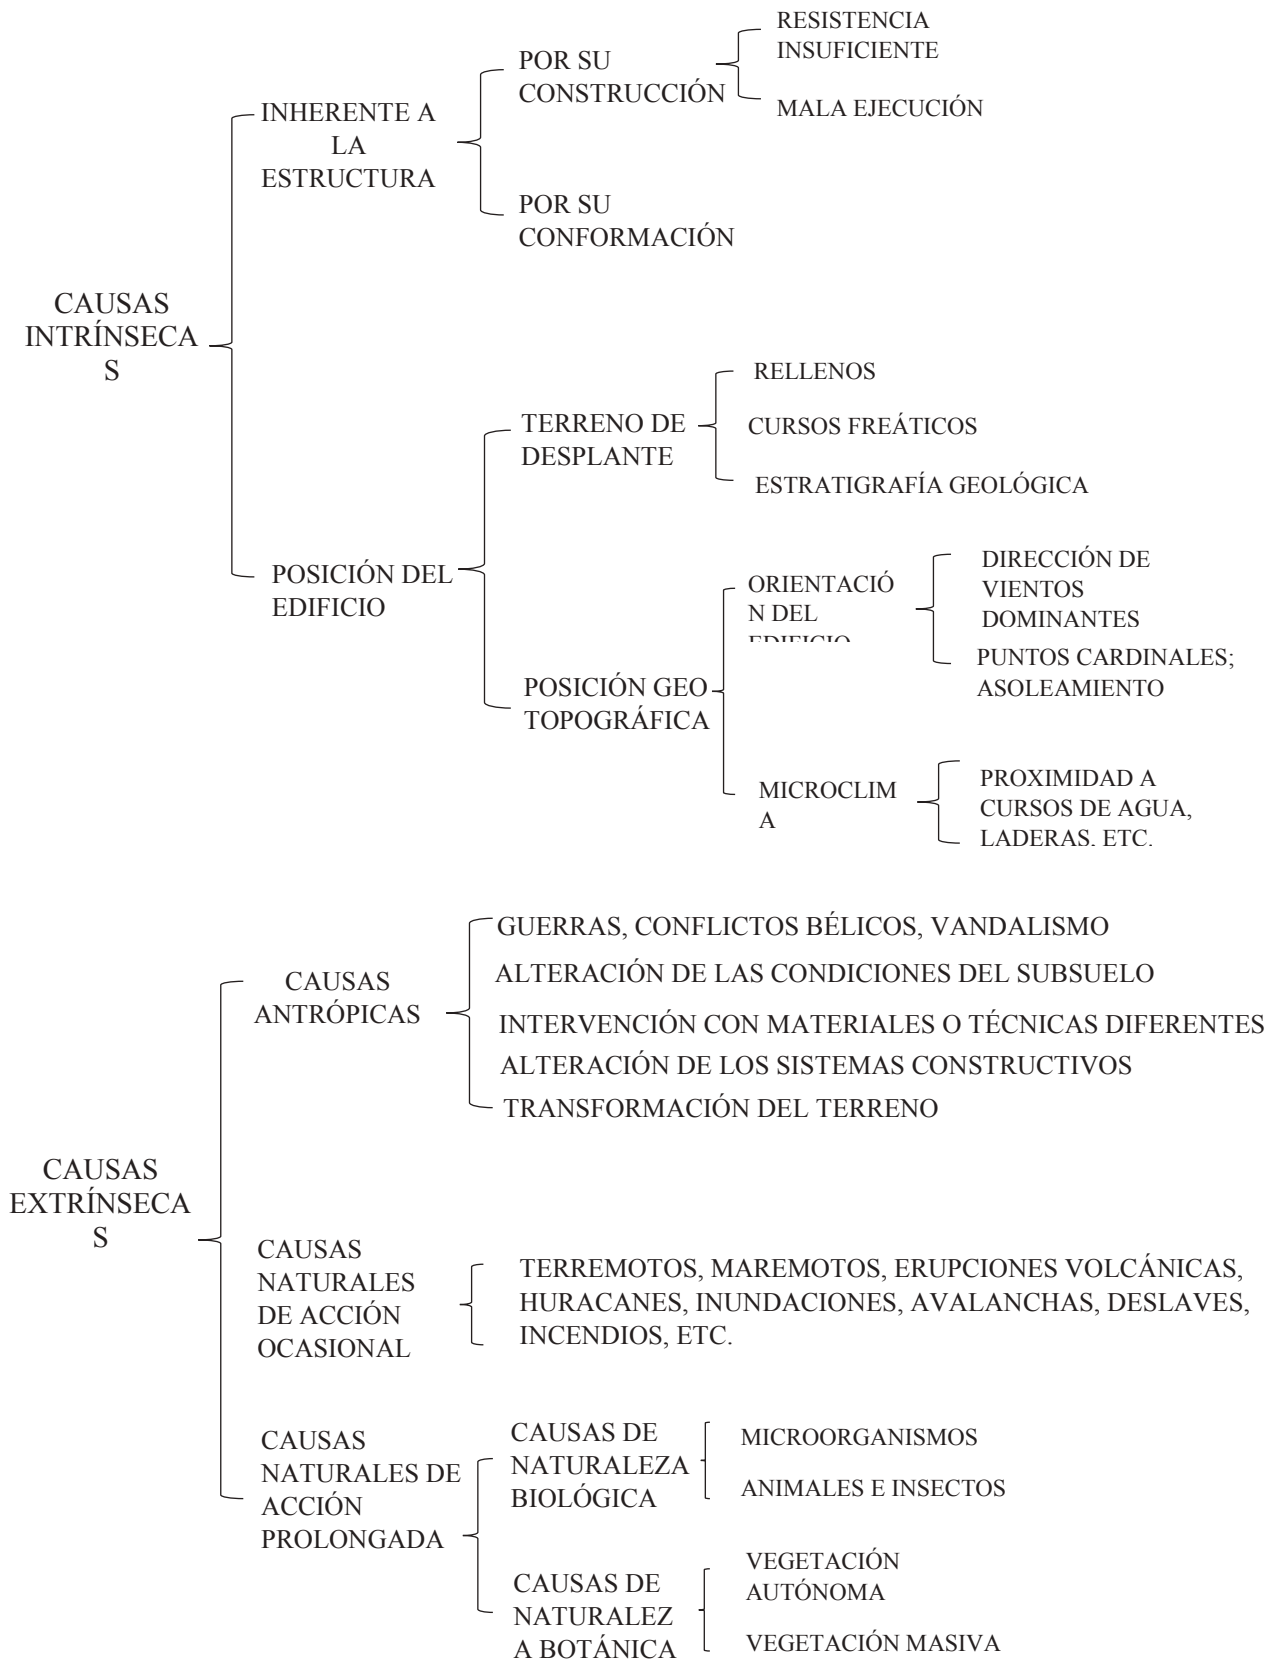 RESISTENCIA
INSUFICIENTE
POR SU
CONSTRUCCIÓN
MALA EJECUCIÓN
INHERENTE A
LA
ESTRUCTURA
POR SU
CONFORMACIÓN
CAUSAS
INTRÍNSECA
S
RELLENOS
TERRENO DE
DESPLANTE
CURSOS FREÁTICOS
ESTRATIGRAFÍA GEOLÓGICA
POSICIÓN DEL
EDIFICIO
ORIENTACIÓ
N DEL
EDIFICIO
DIRECCIÓN DE
VIENTOS
DOMINANTES
PUNTOS CARDINALES;
ASOLEAMIENTO
POSICIÓN GEO
TOPOGRÁFICA
MICROCLIM
A
PROXIMIDAD A
CURSOS DE AGUA,
LADERAS, ETC.
GUERRAS, CONFLICTOS BÉLICOS, VANDALISMO
CAUSAS
ANTRÓPICAS
ALTERACIÓN DE LAS CONDICIONES DEL SUBSUELO
INTERVENCIÓN CON MATERIALES O TÉCNICAS DIFERENTES
ALTERACIÓN DE LOS SISTEMAS CONSTRUCTIVOS
TRANSFORMACIÓN DEL TERRENO
CAUSAS
EXTRÍNSECA
S
CAUSAS
NATURALES
DE ACCIÓN
OCASIONAL
TERREMOTOS, MAREMOTOS, ERUPCIONES VOLCÁNICAS,
HURACANES, INUNDACIONES, AVALANCHAS, DESLAVES,
INCENDIOS, ETC.
CAUSAS
NATURALES DE
ACCIÓN
PROLONGADA
CAUSAS DE
NATURALEZA
BIOLÓGICA
MICROORGANISMOS
ANIMALES E INSECTOS
CAUSAS DE
NATURALEZ
A BOTÁNICA
VEGETACIÓN
AUTÓNOMA
VEGETACIÓN MASIVA